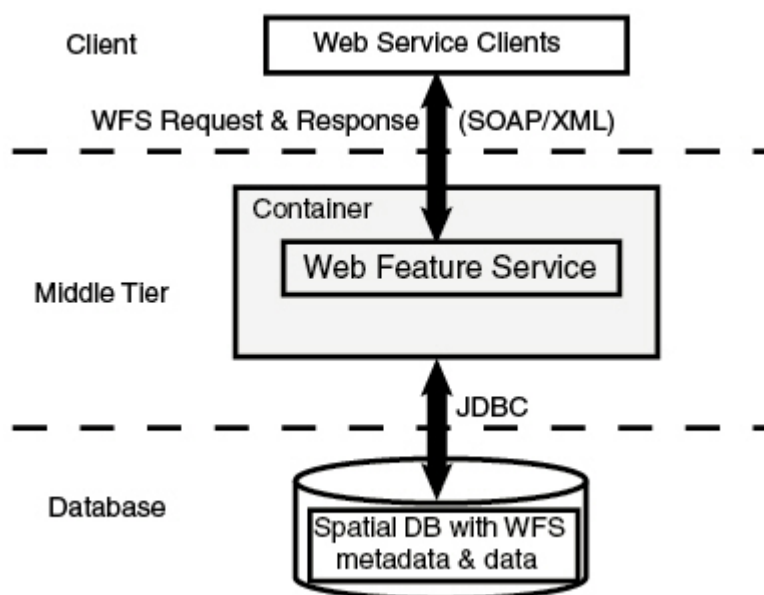 Client
Web Service Clients
WFS Request & Response (SOAP/XML)
Container
Web Feature Service
Middle Tier
JDBC
Database
Spatial DB with WFS
metadata & data